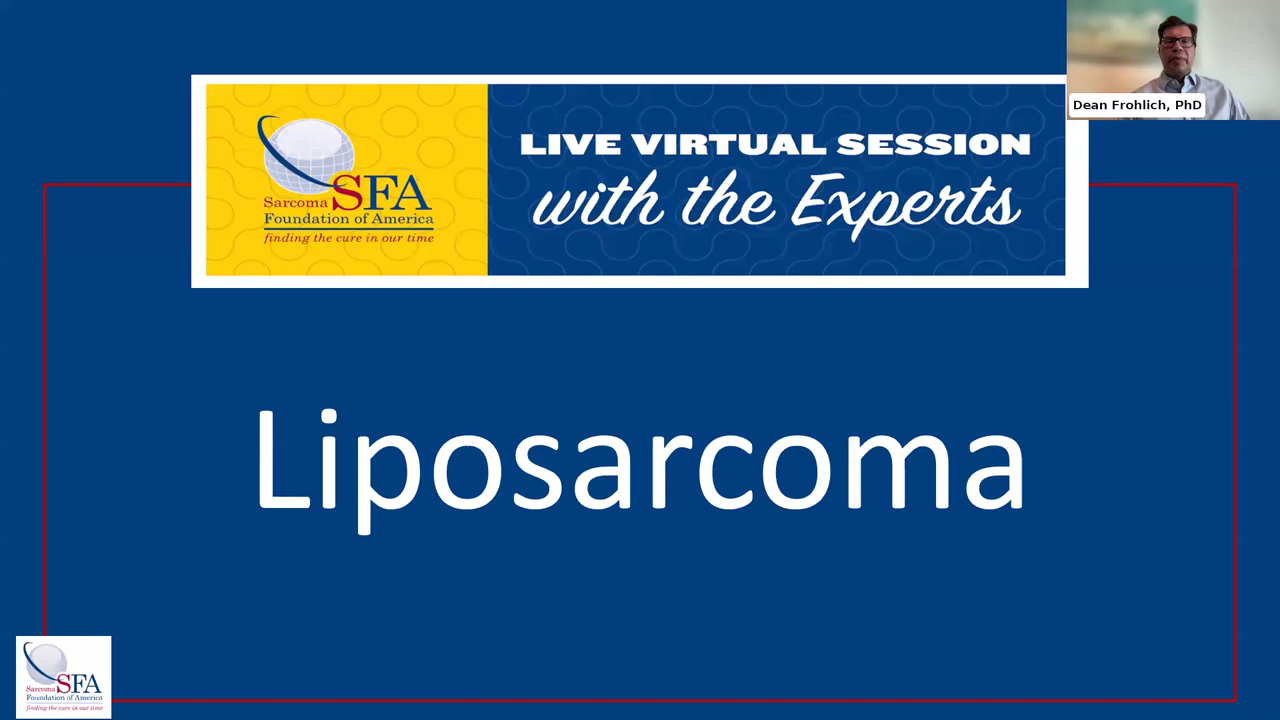 Dean Frohlich, PhD
LIVE VIRTUAL SESSION
with the Experts
Sarcoma SFA
Foundation of America
finding the cure in our time
Liposarcoma
Sarcoma SFA
Foundation of America
finding the cure in our time